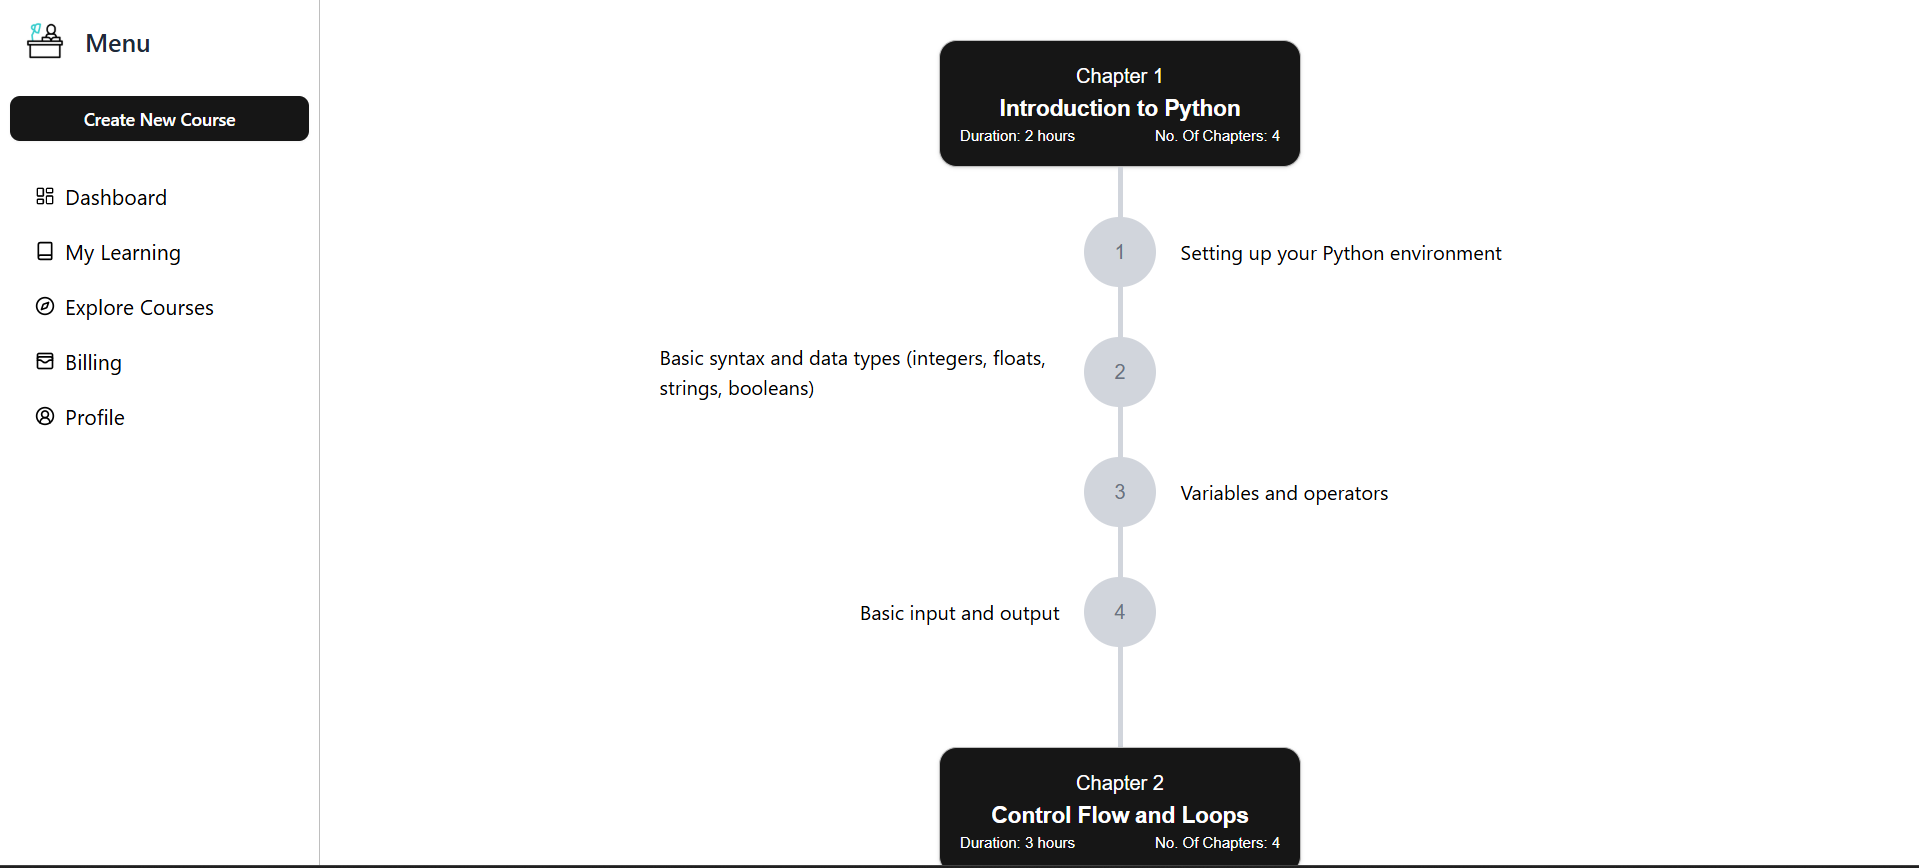 Menu
Create New Course
Dashboard
My Learning
Explore Courses
Billing
Profile
Chapter 1
Introduction to Python
Duration: 2 hours No. Of Chapters: 4
1 Setting up your Python environment
Basic syntax and data types (integers, floats,
strings, booleans)
2
3 Variables and operators
Basic input and output 4
Chapter 2
Control Flow and Loops
Duration: 3 hours No. Of Chapters: 4